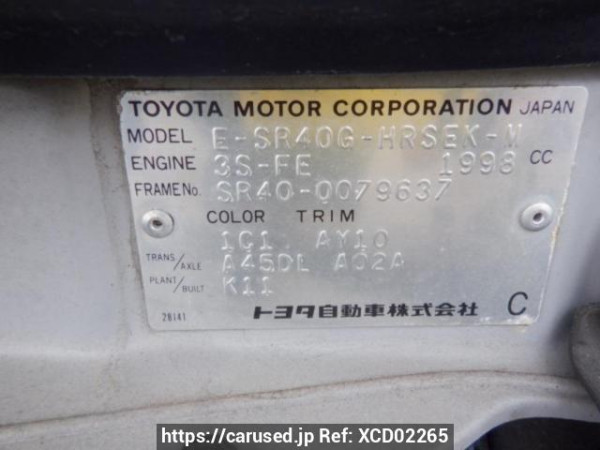 TOYOTA MOTOR CORPORATION JAPAN
MODEL E-SR40G-HRSEK-V
ENGINE 3S-FE 1998 CC
FRAME No. SR40-0079637
COLOR TRIM
1C1 AY10
TRANS/AXLE A45DL A02A
PLANT/BUILT K11
28141 トヨタ自動車株式会社 C
https://carused.jp Ref: XCD02265